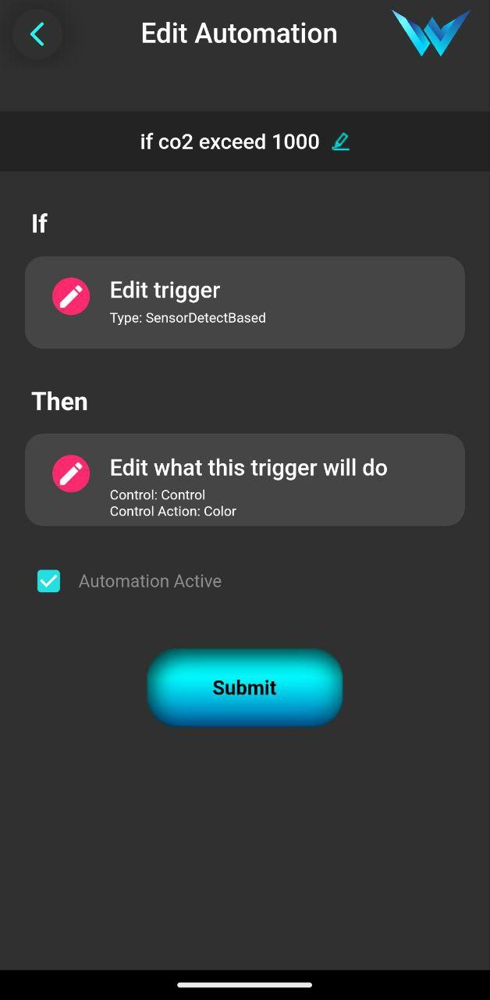 Edit Automation
if co2 exceed 1000
If
Edit trigger
Type: SensorDetectBased
Then
Edit what this trigger will do
Control: Control
Control Action: Color
Automation Active
Submit